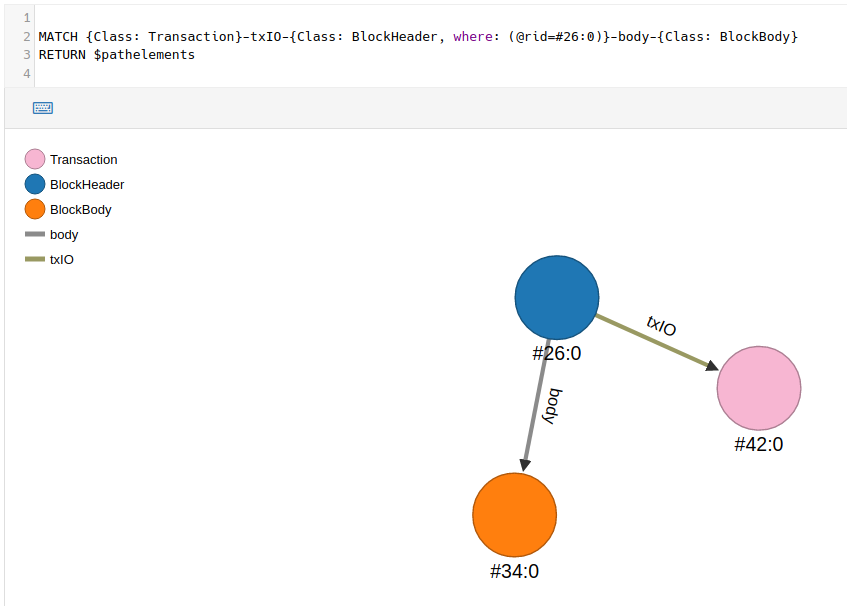 1
2 MATCH {Class: Transaction}-txIO-{Class: BlockHeader, where: (@rid=#26:0)}-body-{Class: BlockBody}
3 RETURN $pathelements
4
Transaction
BlockHeader
BlockBody
body
txIO
txIO
#26:0
body
#42:0
#34:0